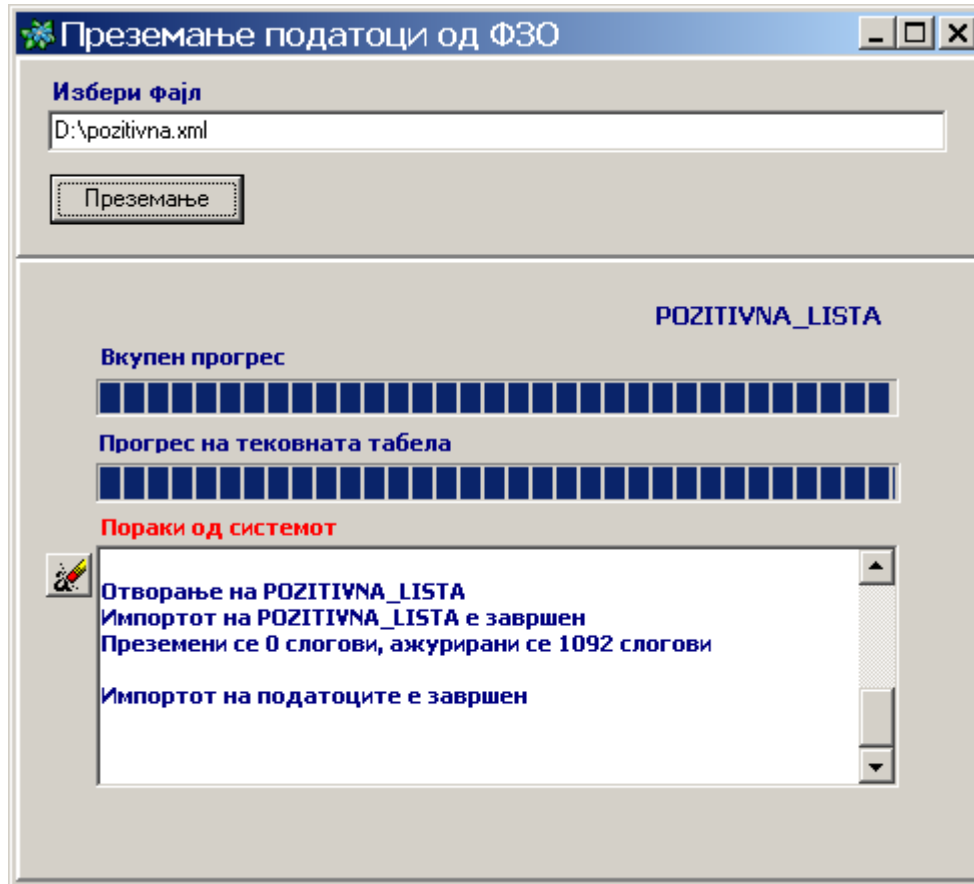 Преземање податоци од ФЗО
Избери фајл
D:\pozitivna.xml
Преземање
POZITIVNA_LISTA
Вкупен прогрес
Прогрес на тековната табела
Пораки од системот
Отворање на POZITIVNA_LISTA
Импортот на POZITIVNA_LISTA е завршен
Преземени се 0 слогови, ажурирани се 1092 слогови
Импортот на податоците е завршен